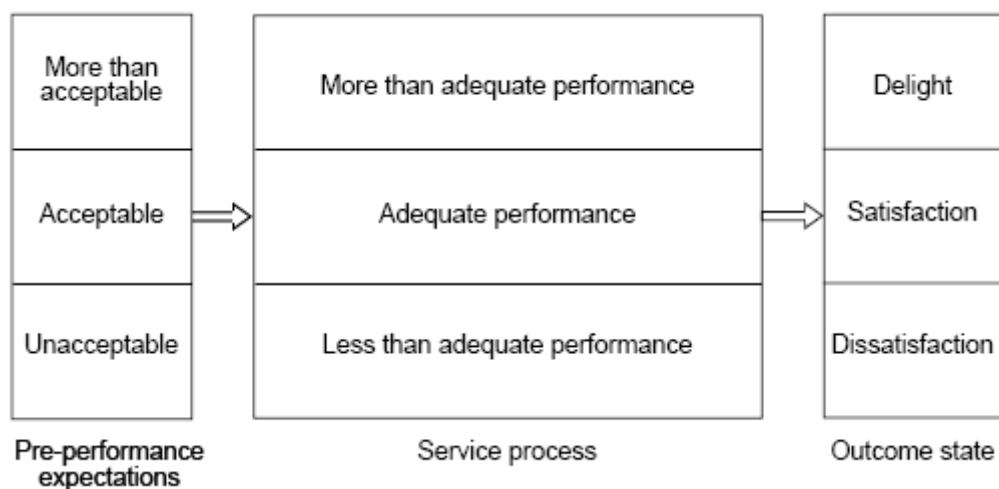 More than
acceptable
More than adequate performance
Delight
Acceptable
Adequate performance
Satisfaction
Unacceptable
Less than adequate performance
Dissatisfaction
Pre-performance
expectations
Service process
Outcome state